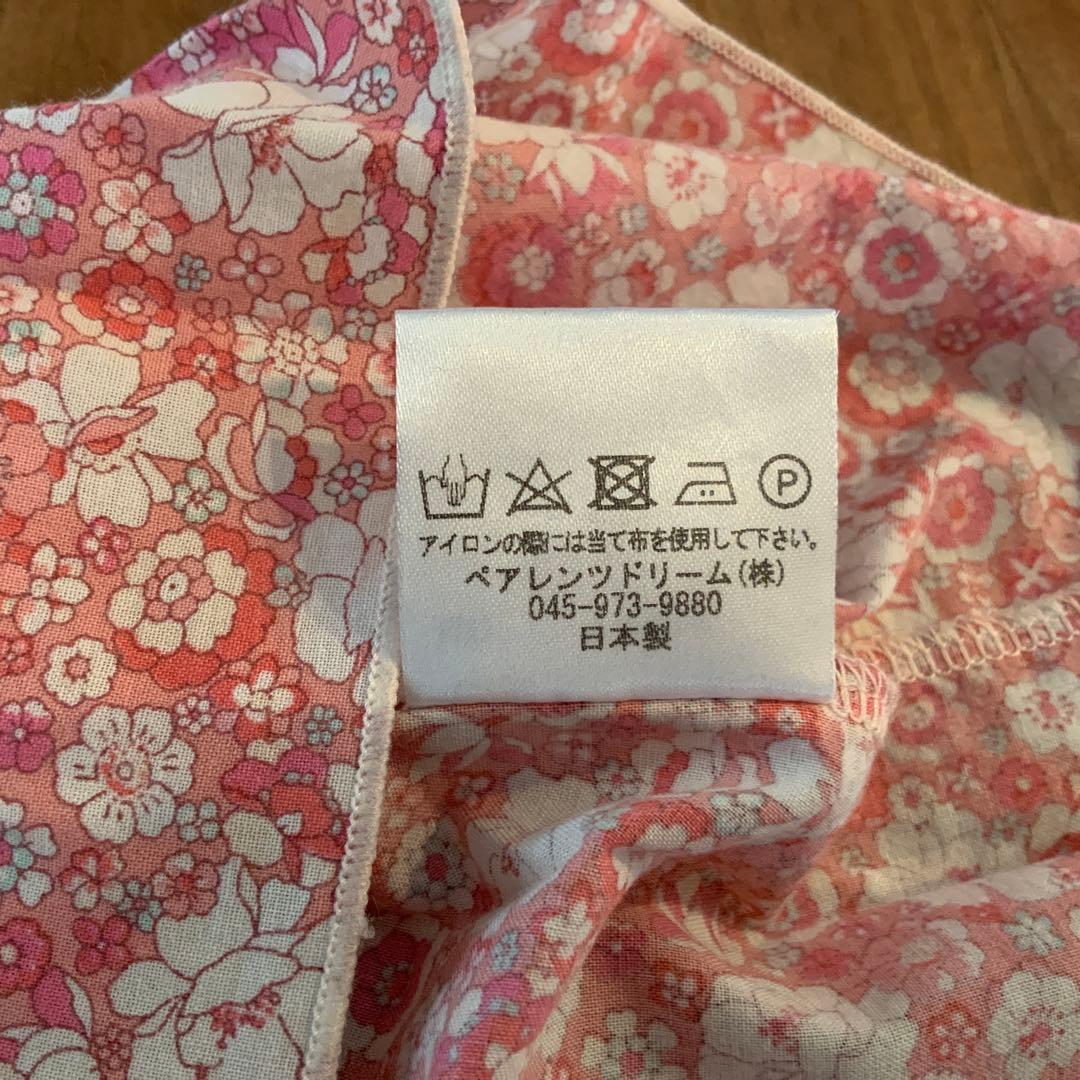 P
アイロンの際には当て布を使用して下さい。
ペアレンツドリーム(株)
045-973-9880
日本製